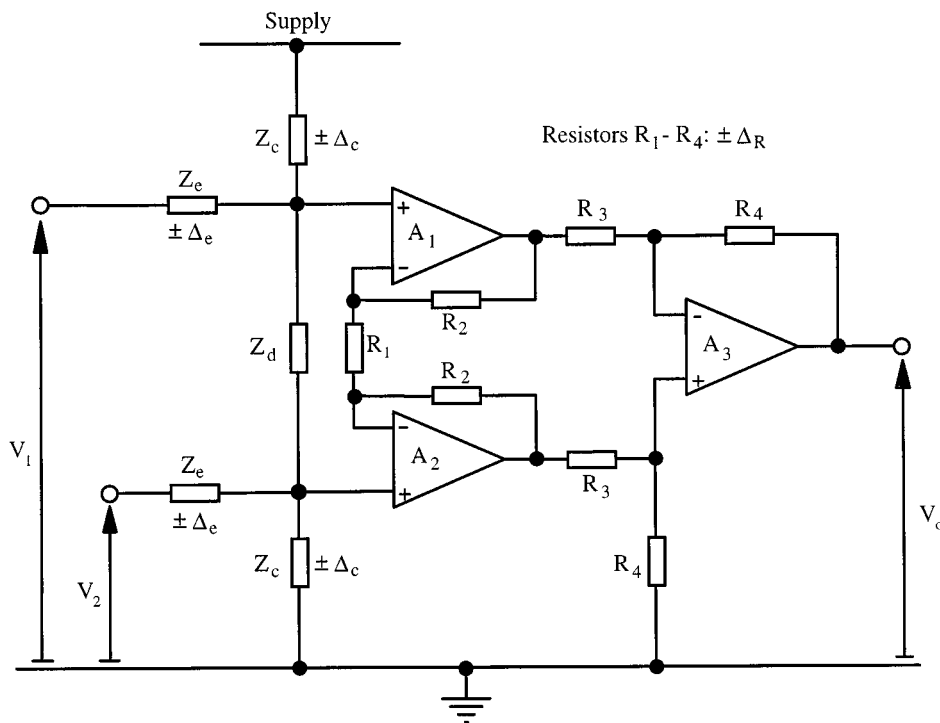 Supply
Z_c ± Δ_c
Resistors R_1 - R_4: ± Δ_R
Z_e
± Δ_e
+
A_1
-
R_3
R_4
R_2
-
A_3
+
Z_d
R_1
R_2
-
A_2
+
R_3
V_1
Z_e
± Δ_e
V_2
Z_c ± Δ_c
R_4
V_o